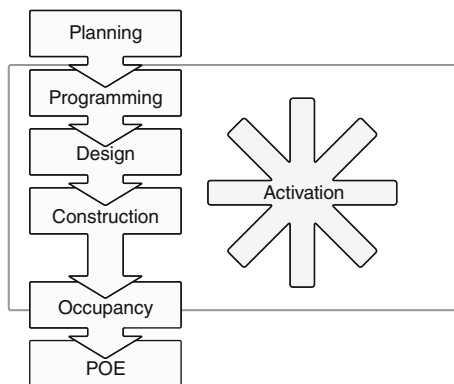 Planning
Programming
Design
Activation
Construction
Occupancy
POE